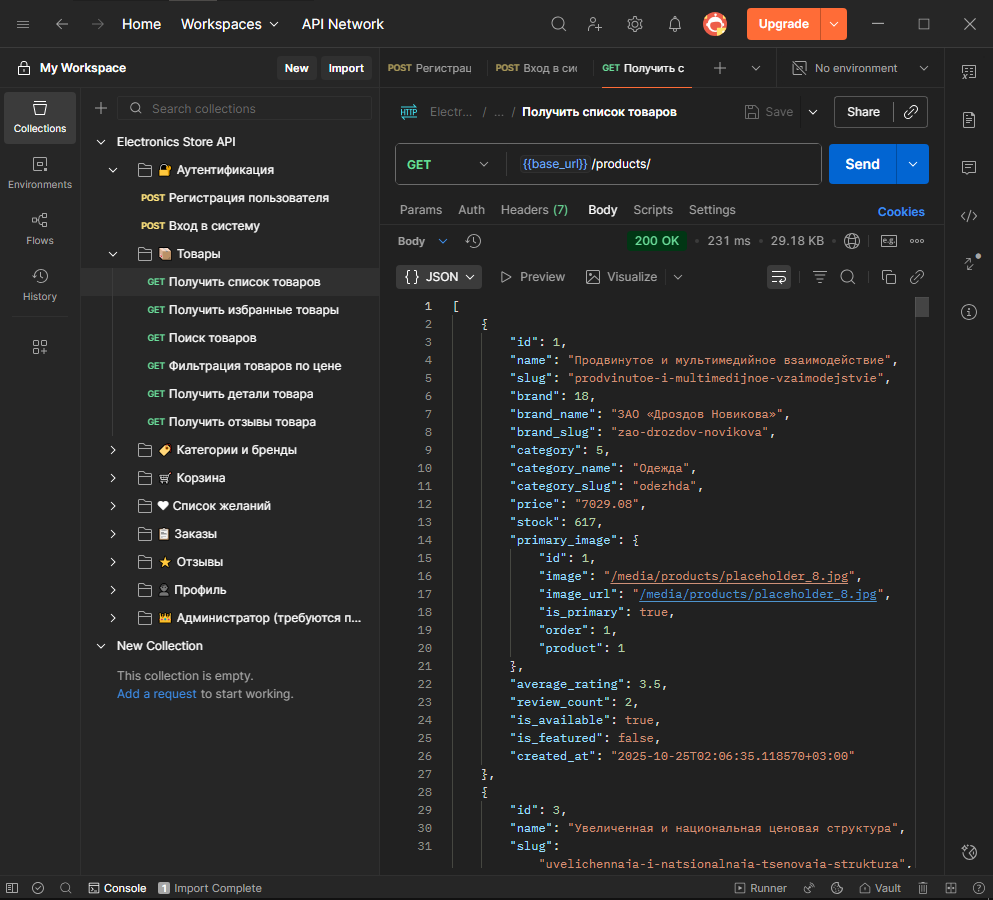 Home Workspaces API Network Upgrade
My Workspace New Import POST Регистрац POST Вход в сис GET Получить с No environment
Search collections
Collections
Environments
Flows
History
Electronics Store API
Аутентификация
POST Регистрация пользователя
POST Вход в систему
Товары
GET Получить список товаров
GET Получить избранные товары
GET Поиск товаров
GET Фильтрация товаров по цене
GET Получить детали товара
GET Получить отзывы товара
Категории и бренды
Корзина
Список желаний
Заказы
Отзывы
Профиль
Администратор (требуются п...
New Collection
This collection is empty.
Add a request to start working.
HTTP Electr... / ... / Получить список товаров Save Share
GET {{base_url}} /products/ Send
Params Auth Headers (7) Body Scripts Settings Cookies
Body 200 OK • 231 ms • 29.18 KB e.g.
{} JSON Preview Visualize
1 [
2 {
3 "id": 1,
4 "name": "Продвинутое и мультимедийное взаимодействие",
5 "slug": "prodvinutoe-i-multimedijnoe-vzaimodejstvie",
6 "brand": 18,
7 "brand_name": "ЗАО «Дроздов Новикова»",
8 "brand_slug": "zao-drozdov-novikova",
9 "category": 5,
10 "category_name": "Одежда",
11 "category_slug": "odezhda",
12 "price": "7029.08",
13 "stock": 617,
14 "primary_image": {
15 "id": 1,
16 "image": "/media/products/placeholder_8.jpg",
17 "image_url": "/media/products/placeholder_8.jpg",
18 "is_primary": true,
19 "order": 1,
20 "product": 1
21 },
22 "average_rating": 3.5,
23 "review_count": 2,
24 "is_available": true,
25 "is_featured": false,
26 "created_at": "2025-10-25T02:06:35.118570+03:00"
27 },
28 {
29 "id": 3,
30 "name": "Увеличенная и национальная ценовая структура",
31 "slug":
"uvelichennaja-i-natsionalnaja-tsenovaja-struktura",
Console 1 Import Complete Runner Vault